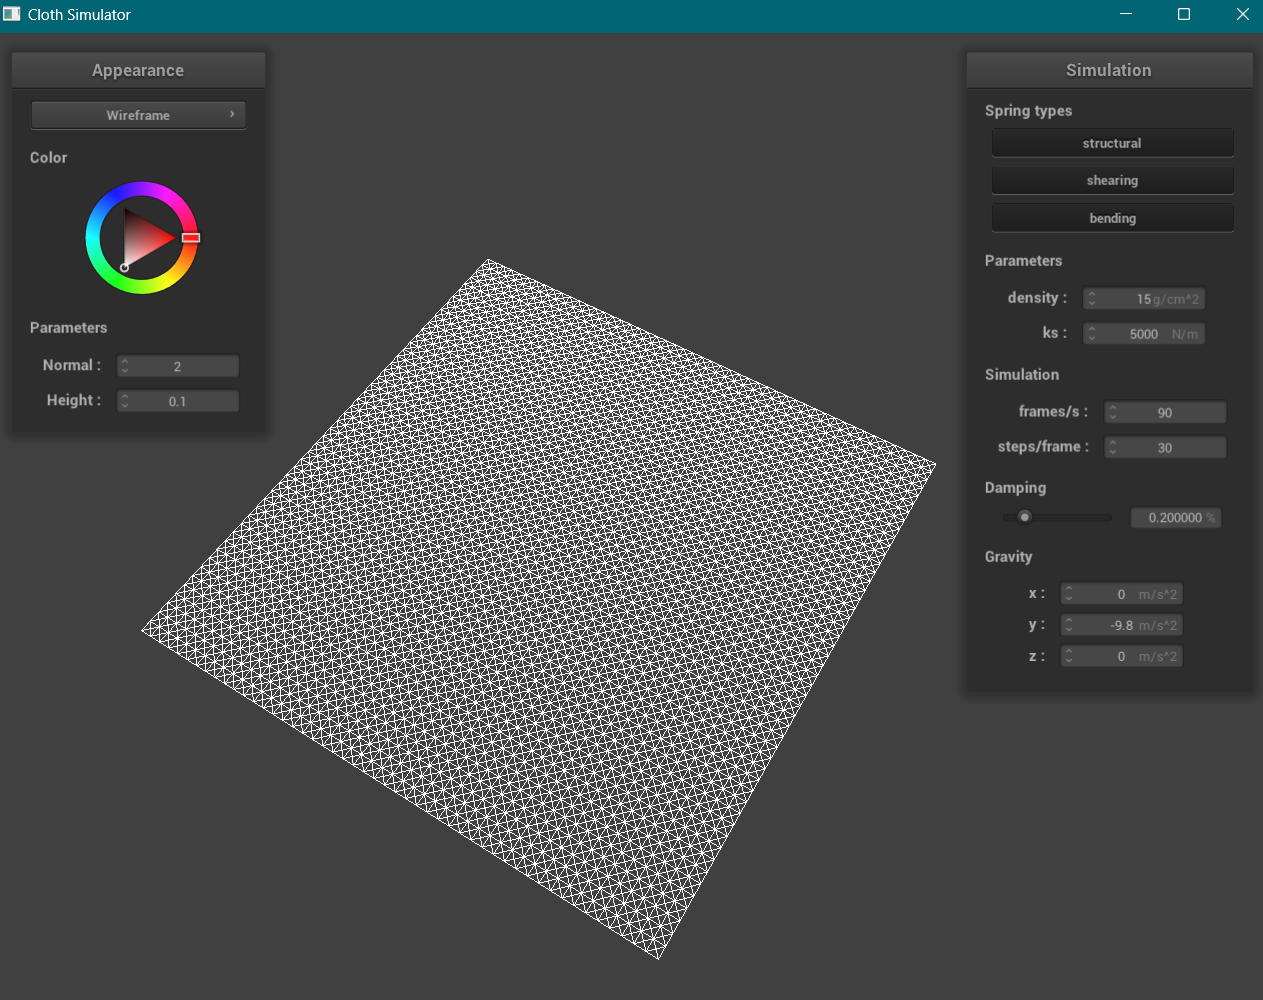 Cloth Simulator
Appearance
Wireframe
Color
Parameters
Normal : 2
Height : 0.1
Simulation
Spring types
structural
shearing
bending
Parameters
density : 15 g/cm^2
ks : 5000 N/m
Simulation
frames/s : 90
steps/frame : 30
Damping
0.200000 %
Gravity
x : 0 m/s^2
y : -9.8 m/s^2
z : 0 m/s^2